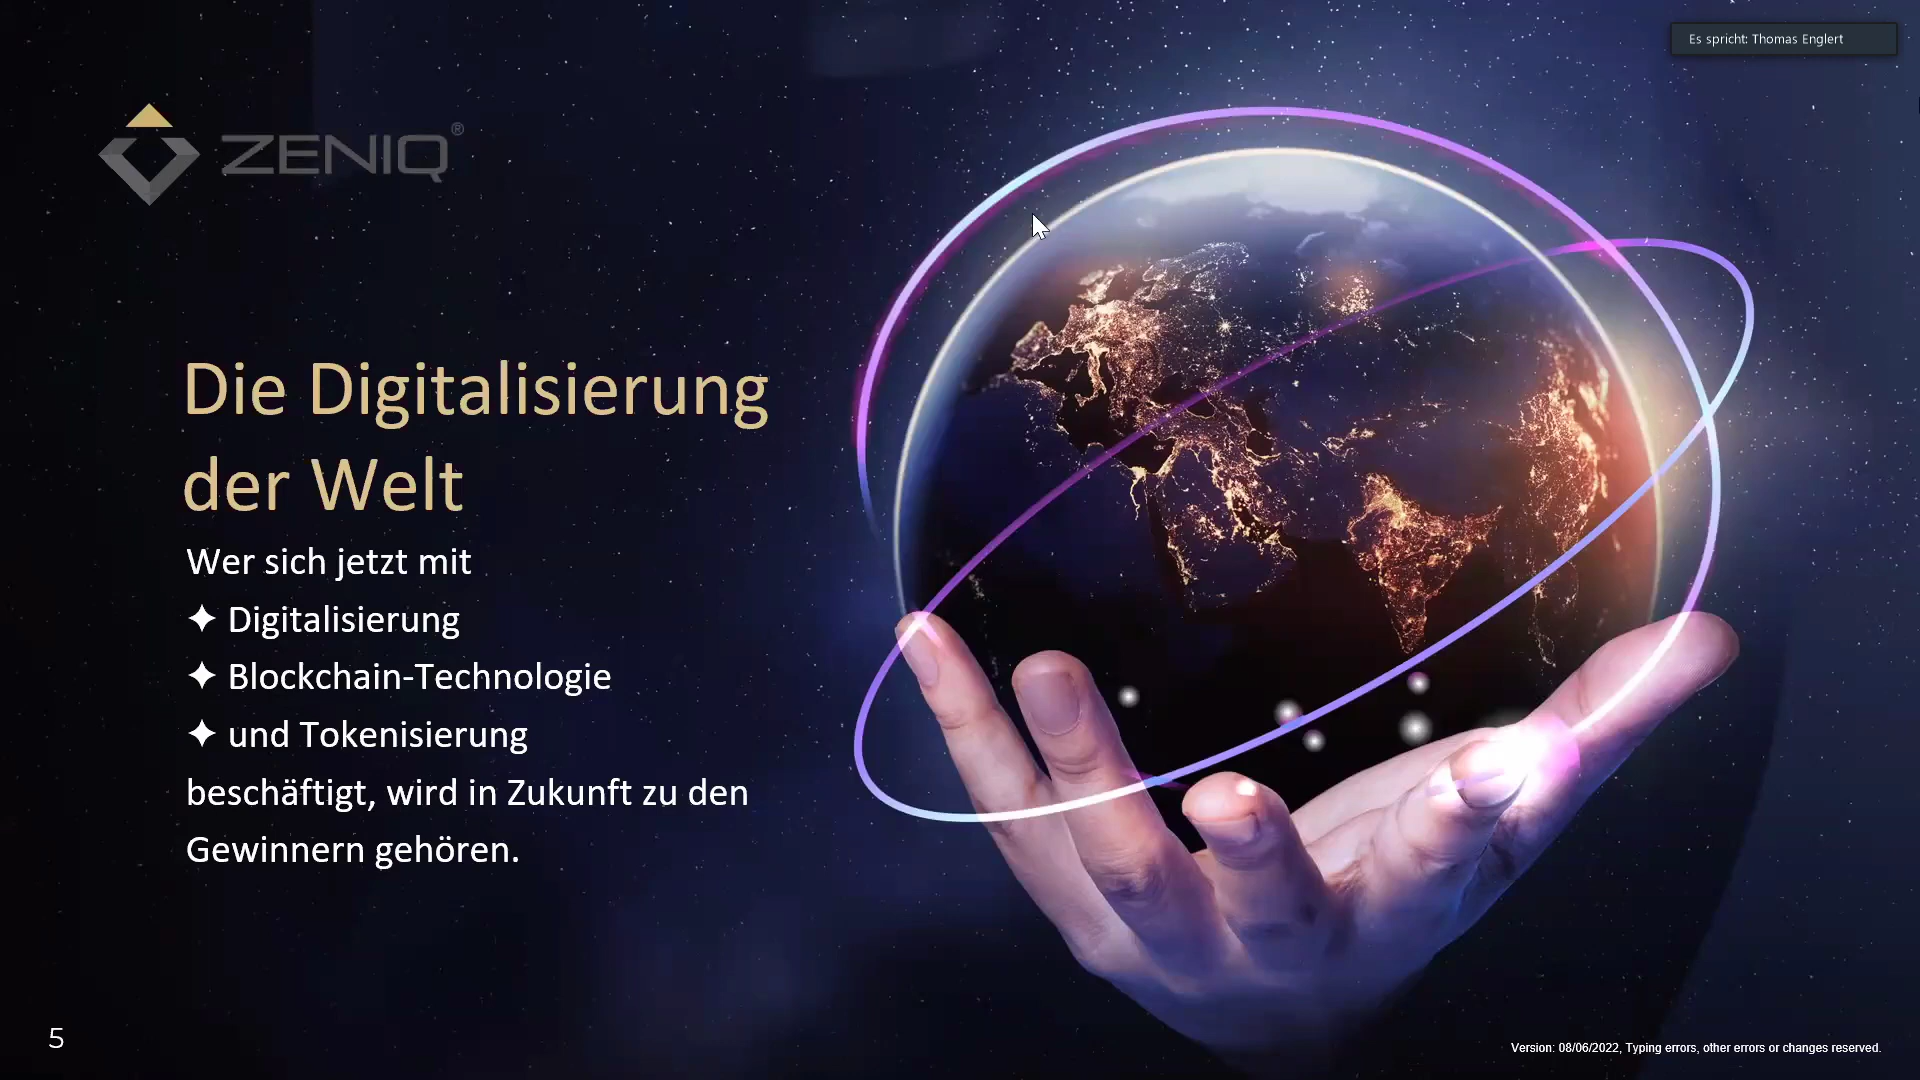 Es spricht: Thomas Englert
ZENIQ®
Die Digitalisierung
der Welt
Wer sich jetzt mit
✦ Digitalisierung
✦ Blockchain-Technologie
✦ und Tokenisierung
beschäftigt, wird in Zukunft zu den
Gewinnern gehören.
5
Version: 08/06/2022, Typing errors, other errors or changes reserved.